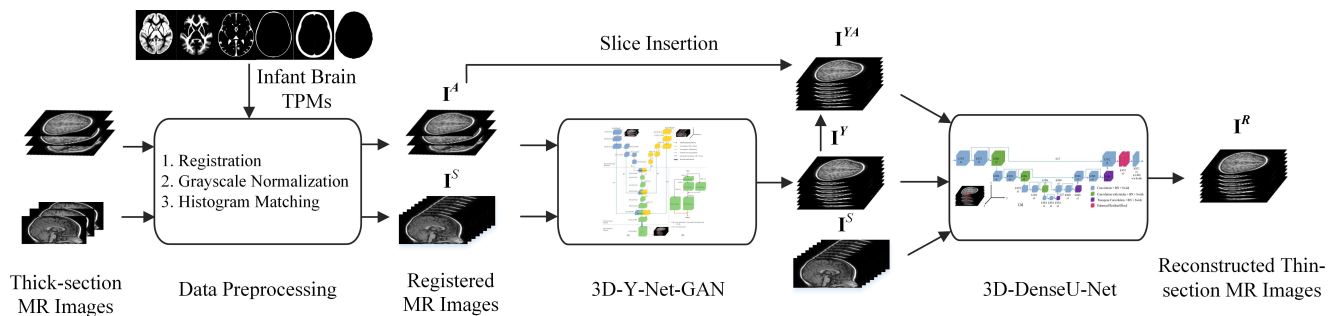 Slice Insertion
I^YA
Infant Brain
TPMs
I^A
1. Registration
2. Grayscale Normalization
3. Histogram Matching
I^Y
I^R
I^S
I^S
Thick-section
MR Images
Data Preprocessing
Registered
MR Images
3D-Y-Net-GAN
3D-DenseU-Net
Reconstructed Thin-
section MR Images